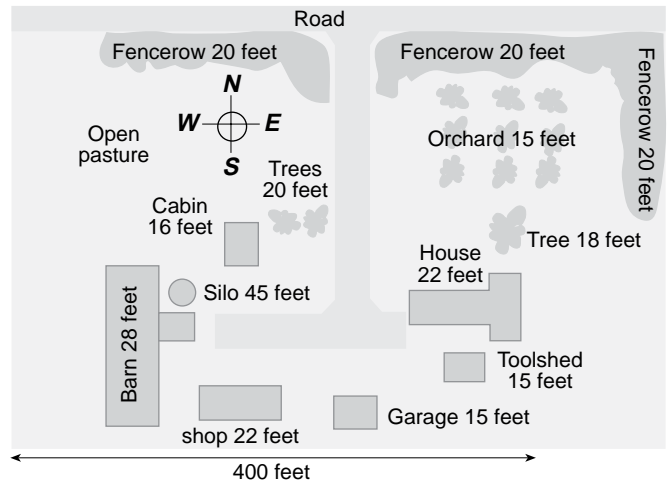 Road
Fencerow 20 feet
Fencerow 20 feet
Fencerow 20 feet
N
W
E
S
Open
pasture
Orchard 15 feet
Trees
20 feet
Cabin
16 feet
Tree 18 feet
House
22 feet
Silo 45 feet
Barn 28 feet
Toolshed
15 feet
Garage 15 feet
shop 22 feet
400 feet